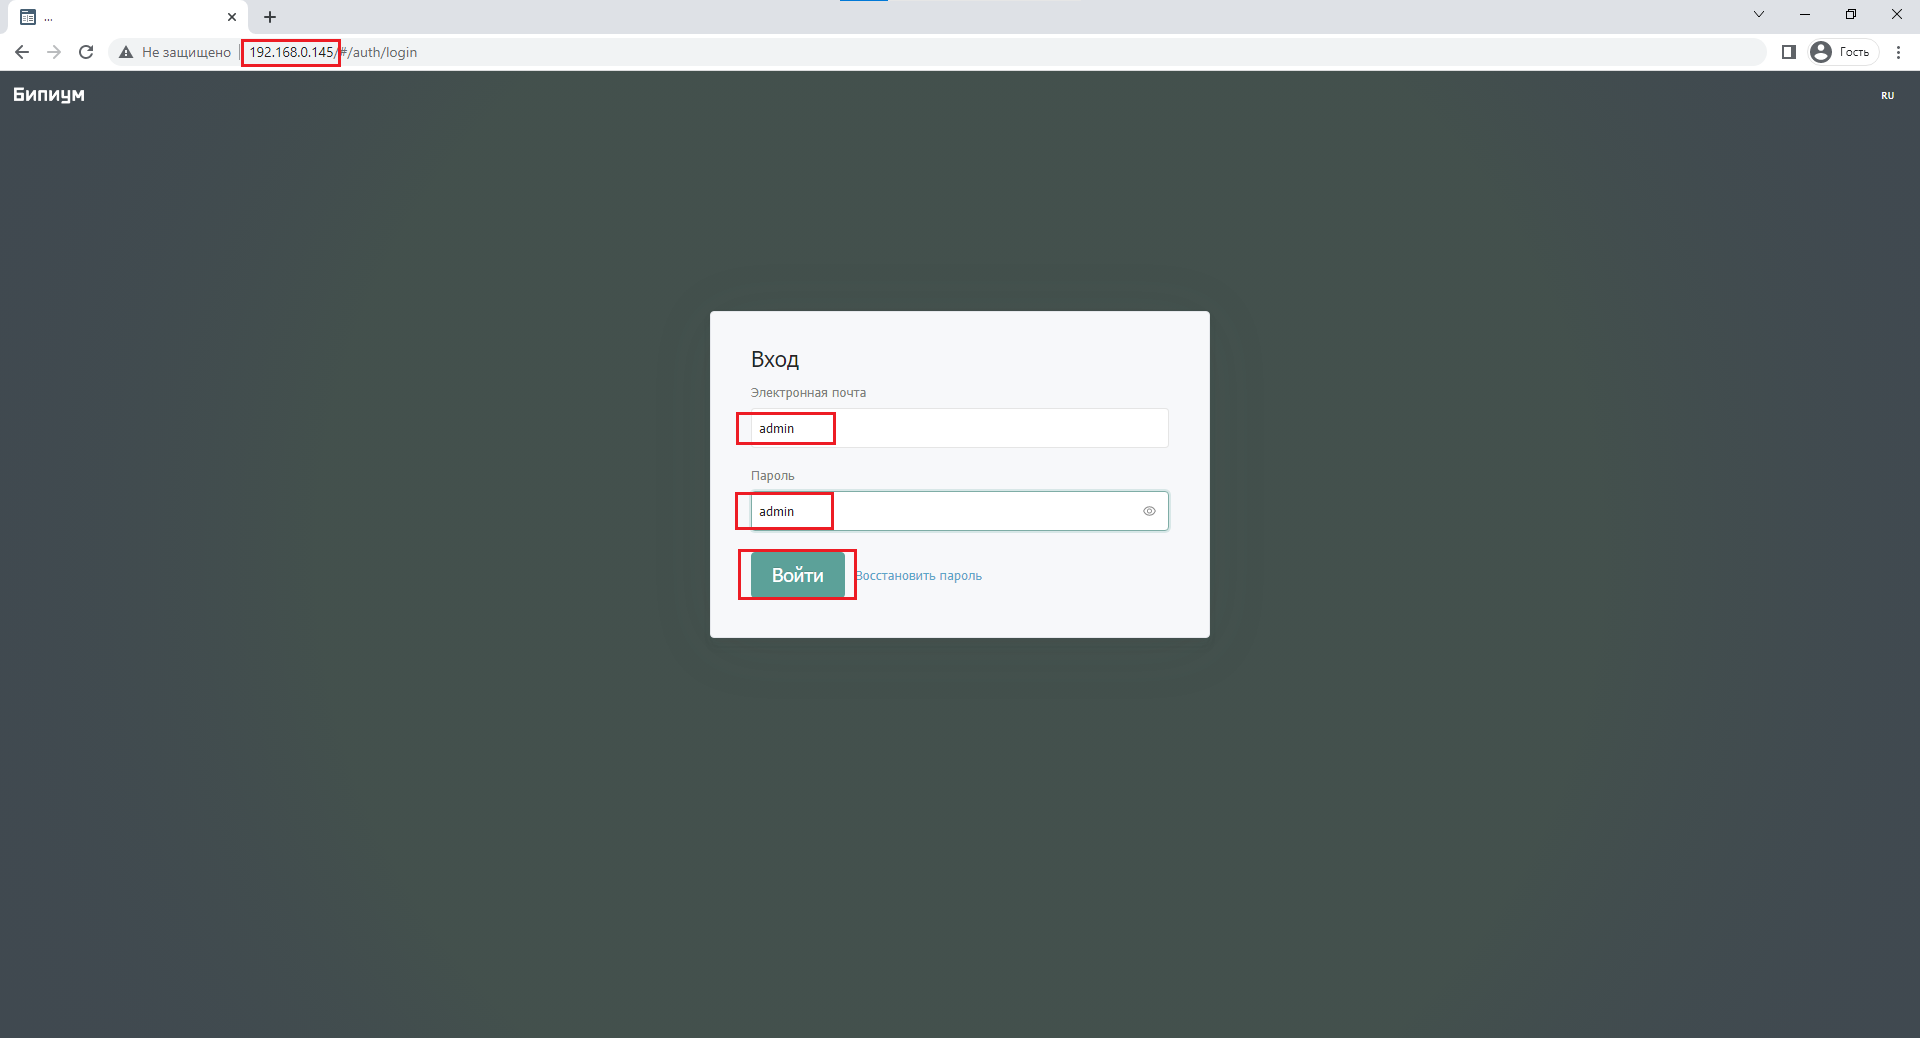 ...
Не защищено 192.168.0.145/#/auth/login Гость
Бипиум RU
Вход
Электронная почта
admin
Пароль
admin
Войти Восстановить пароль